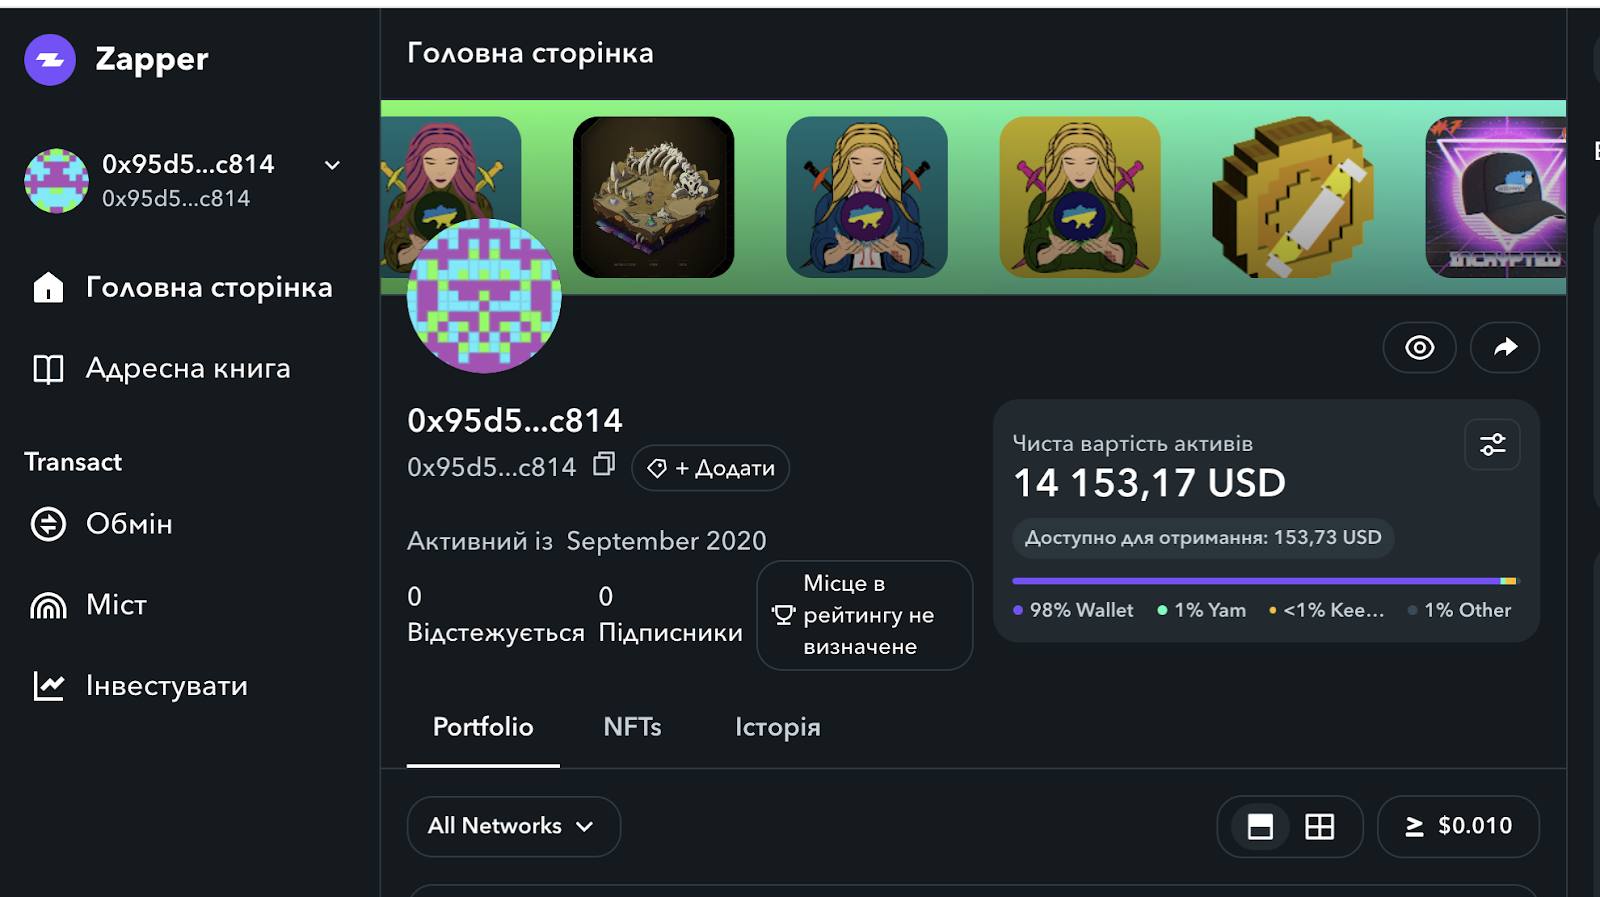 Zapper
0x95d5...c814
0x95d5...c814
Головна сторінка
Адресна книга
Transact
Обмін
Міст
Інвестувати
Головна сторінка
INCRYPTED
0x95d5...c814
0x95d5...c814
+ Додати
Активний із September 2020
0
Відстежується
0
Підписники
Місце в
рейтингу не
визначене
Чиста вартість активів
14 153,17 USD
Доступно для отримання: 153,73 USD
98% Wallet
1% Yam
<1% Kee...
1% Other
Portfolio
NFTs
Історія
All Networks
≥ $0.010